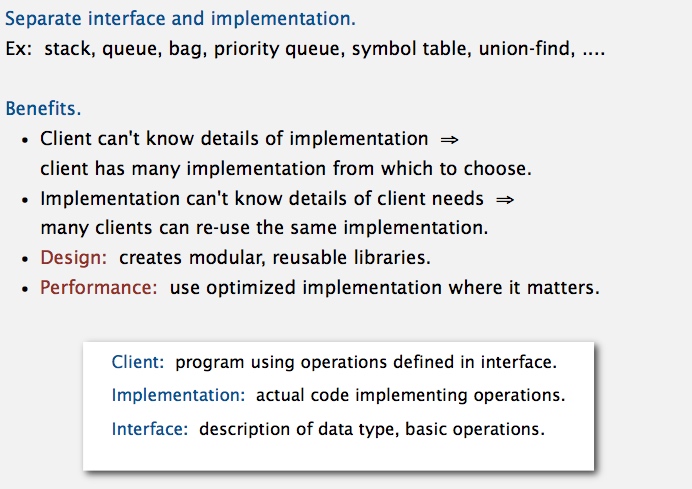 Separate interface and implementation.
Ex: stack, queue, bag, priority queue, symbol table, union-find, ....
Benefits.
• Client can't know details of implementation ⇒
client has many implementation from which to choose.
• Implementation can't know details of client needs ⇒
many clients can re-use the same implementation.
• Design: creates modular, reusable libraries.
• Performance: use optimized implementation where it matters.
Client: program using operations defined in interface.
Implementation: actual code implementing operations.
Interface: description of data type, basic operations.